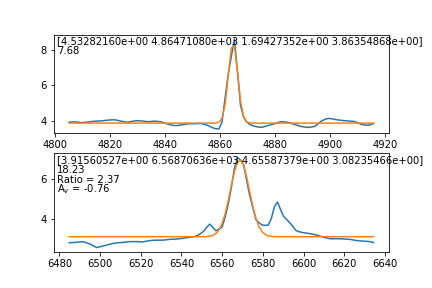 [4.53282160e+00 4.86471080e+03 1.69427352e+00 3.86354868e+00]
7.68
8
6
4
4800 4820 4840 4860 4880 4900 4920
[3.91560527e+00 6.56870636e+03 4.65587379e+00 3.08235466e+00]
18.23
Ratio = 2.37
Aᵥ = -0.76
6
4
6480 6500 6520 6540 6560 6580 6600 6620 6640